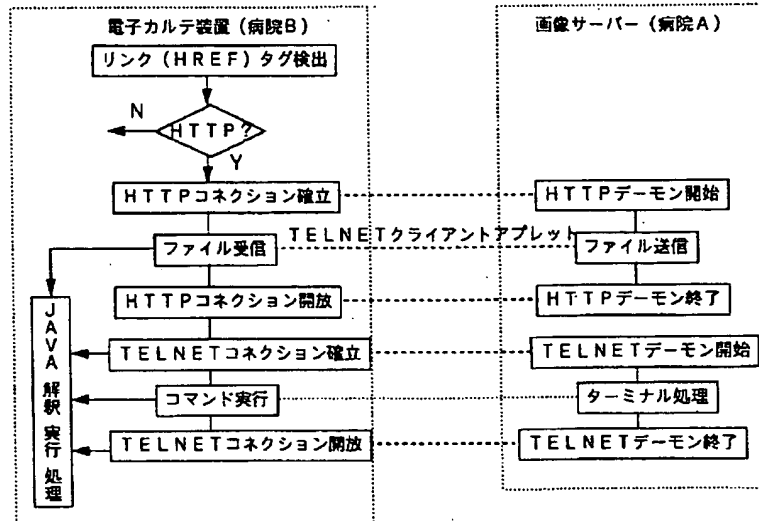 電子カルテ装置（病院B）
画像サーバー（病院A）
リンク（HREF）タグ検出
N
HTTP？
Y
HTTPコネクション確立
HTTPデーモン開始
TELNETクライアントアプレット
ファイル受信
ファイル送信
HTTPコネクション開放
HTTPデーモン終了
JAVA解釈実行処理
TELNETコネクション確立
TELNETデーモン開始
コマンド実行
ターミナル処理
TELNETコネクション開放
TELNETデーモン終了